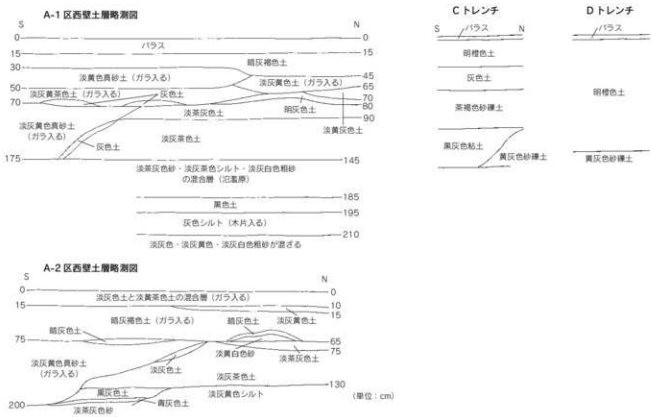 A-1区西壁土層略測図
S N
0 バラス 0
15 15
暗灰褐色土
30 淡黄色真砂土（ガラ入る） 45
淡灰黄色土（ガラ入る）
50 65
淡灰黄茶色土（ガラ入る） 灰色土
70 70
80
淡茶灰色土 明灰色土 淡黄灰色土
90
淡灰黄色真砂土
（ガラ入る）
淡灰茶色土
灰色土
175 145
淡茶灰色砂・淡灰茶色シルト・淡灰白色粗砂
の混合層（氾濫原）
185
黒色土
195
灰色シルト（木片入る）
210
淡灰色・淡灰黄色・淡灰白色粗砂が混ざる
A-2区西壁土層略測図
S N
0 0
淡灰色土と淡黄茶色土の混合層（ガラ入る）
15 10
15
暗灰褐色土（ガラ入る） 暗灰色土 淡灰黄色土
暗灰色土
75 65
淡黄白色砂 75
淡茶灰色土
淡灰黄色真砂土
（ガラ入る）
淡灰色土
淡灰茶色土
130
黒灰色土 淡灰黄色シルト
青灰色土
200
淡茶灰色砂
（単位：cm）
Cトレンチ
バラス
S N
明橙色土
灰色土
茶褐色砂礫土
黒灰色粘土
黄灰色砂礫土
Dトレンチ
バラス
明橙色土
黄灰色砂礫土